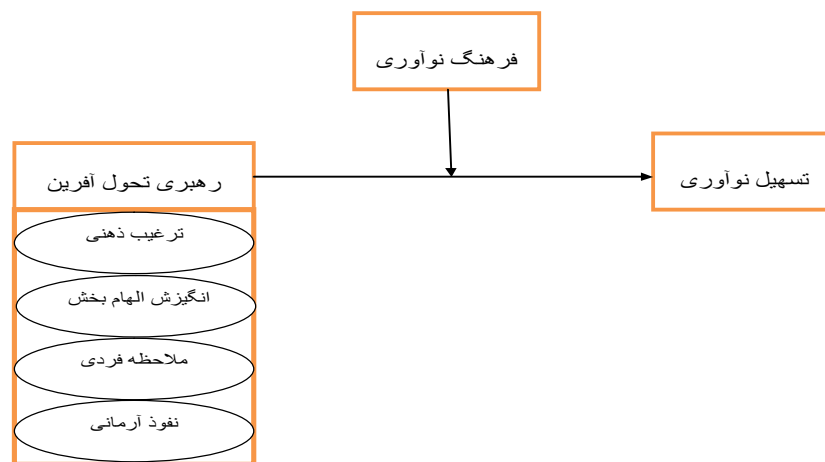 فرهنگ نوآوری
رهبری تحول آفرین
تسهیل نوآوری
ترغیب ذهنی
انگیزش الهام بخش
ملاحظه فردی
نفوذ آرمانی